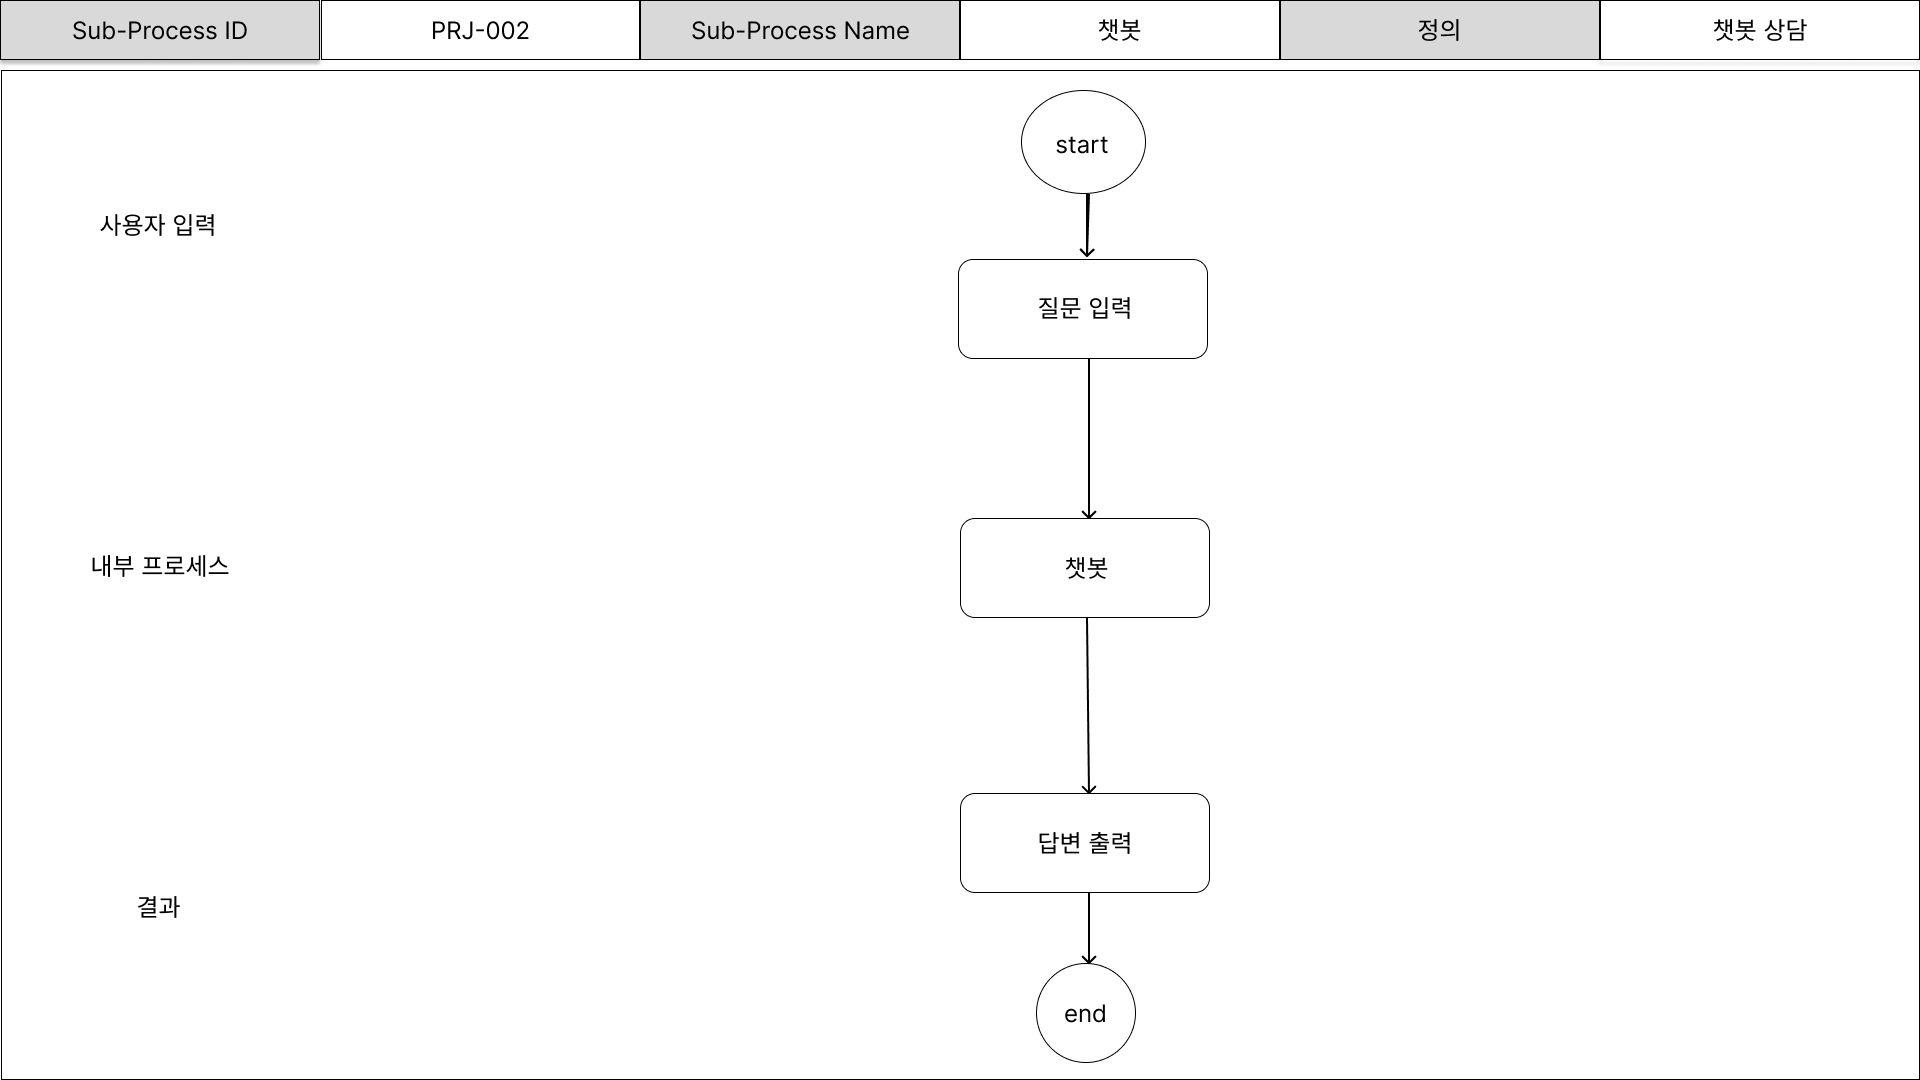 Sub-Process ID
PRJ-002
Sub-Process Name
챗봇
정의
챗봇 상담
start
사용자 입력
질문 입력
내부 프로세스
챗봇
답변 출력
결과
end